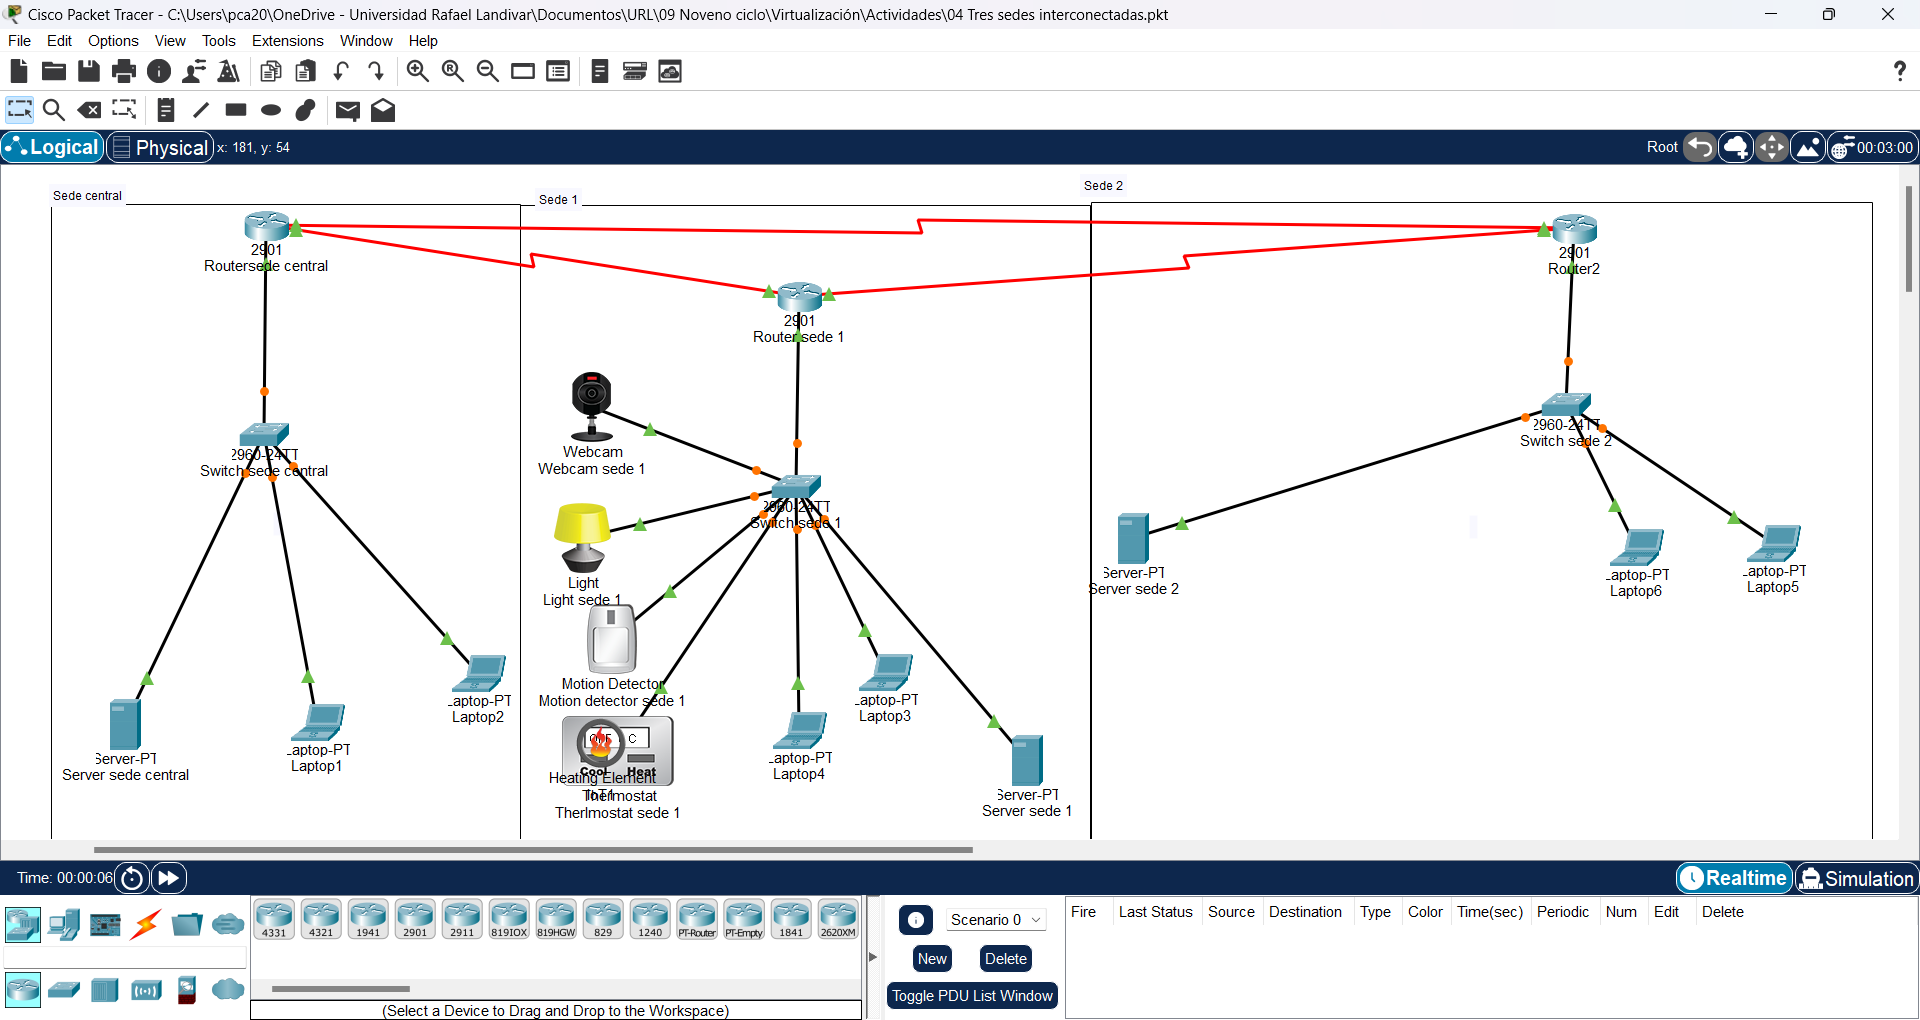 Cisco Packet Tracer - C:\Users\pca20\OneDrive - Universidad Rafael Landivar\Documentos\URL\09 Noveno ciclo\Virtualización\Actividades\04 Tres sedes interconectadas.pkt
File Edit Options View Tools Extensions Window Help
Logical Physical x: 181, y: 54 Root 00:03:00
Sede central
Sede 1
Sede 2
2901
Routersede central
2901
Router2
2901
Router sede 1
Webcam
Webcam sede 1
2960-24TT
Switch sede central
2960-24TT
Switch sede 1
2960-24TT
Switch sede 2
Light
Light sede 1
Server-PT
Server sede 2
Laptop-PT
Laptop6
Laptop-PT
Laptop5
Motion Detector
Motion detector sede 1
Laptop-PT
Laptop2
Laptop-PT
Laptop3
Server-PT
Server sede central
Laptop-PT
Laptop1
Cool Heat
Heating Element
IoT1
Thermostat
Therlmostat sede 1
Laptop-PT
Laptop4
Server-PT
Server sede 1
Time: 00:00:06 Realtime Simulation
4331 4321 1941 2901 2911 819IOX 819HGW 829 1240 PT-Router PT-Empty 1841 2620XM
(Select a Device to Drag and Drop to the Workspace)
Scenario 0
New Delete
Toggle PDU List Window
Fire Last Status Source Destination Type Color Time(sec) Periodic Num Edit Delete